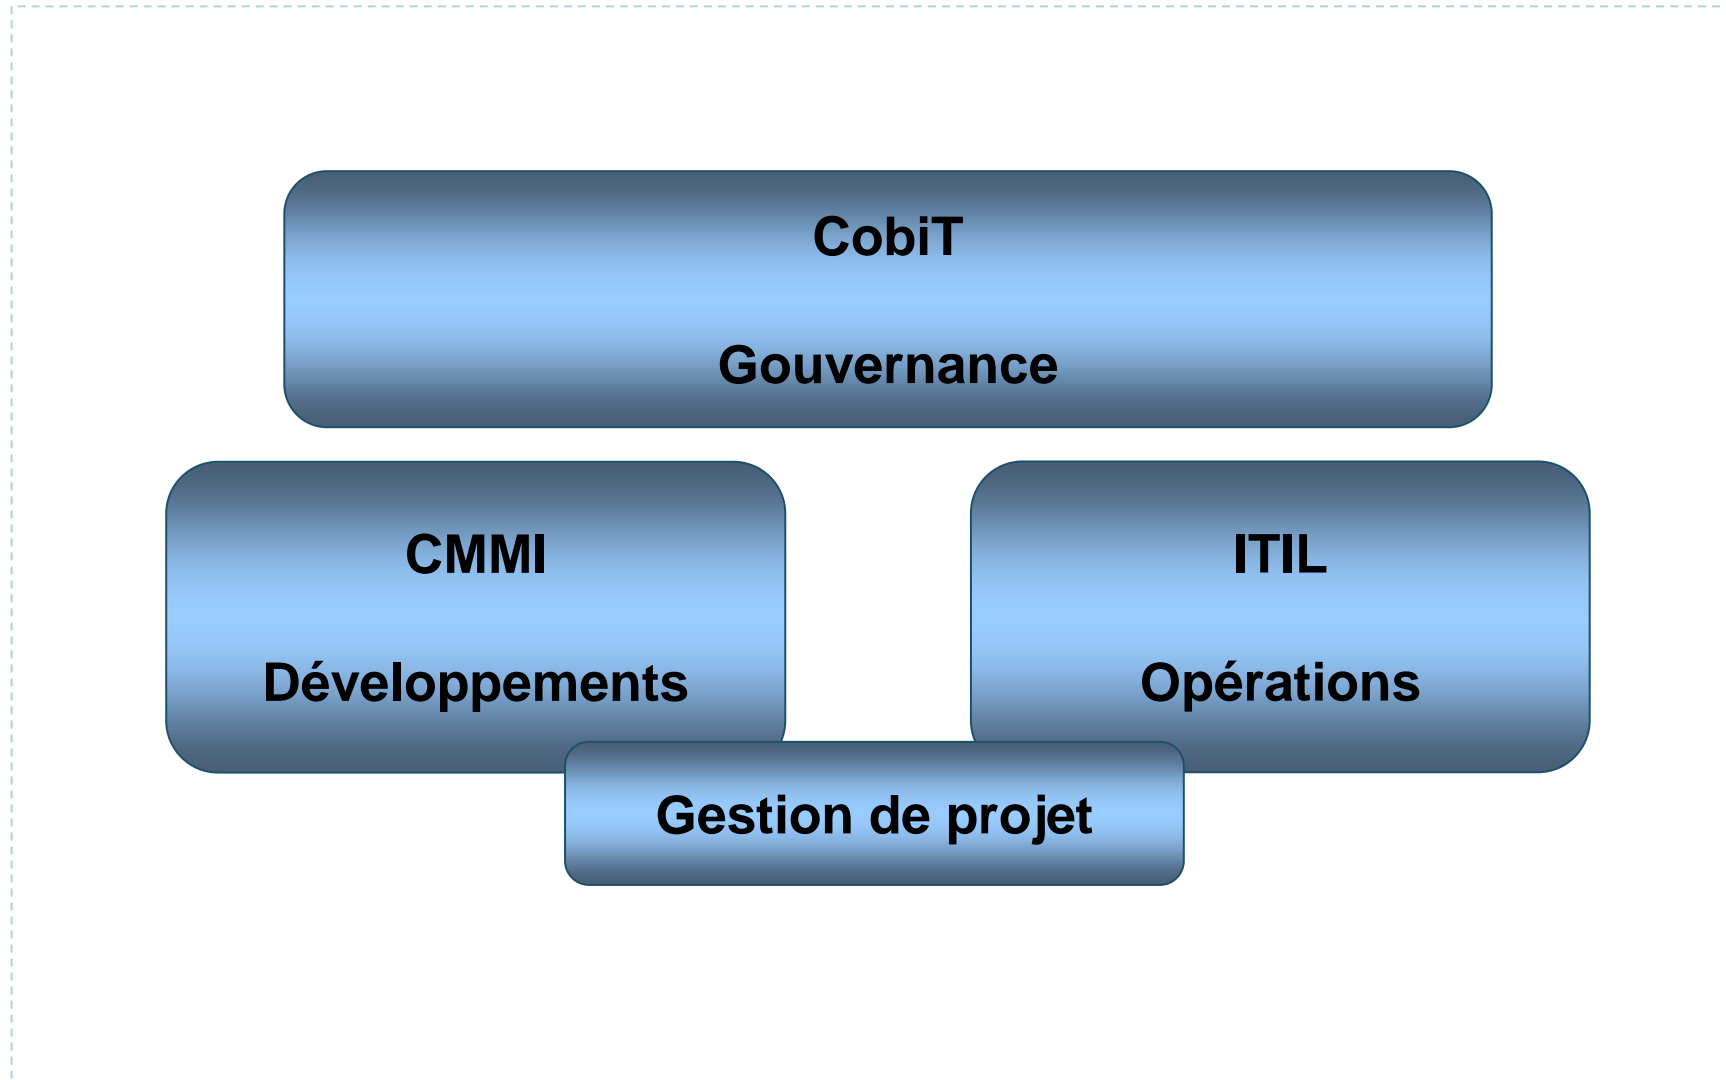 CobiT
Gouvernance
CMMI
Développements
ITIL
Opérations
Gestion de projet